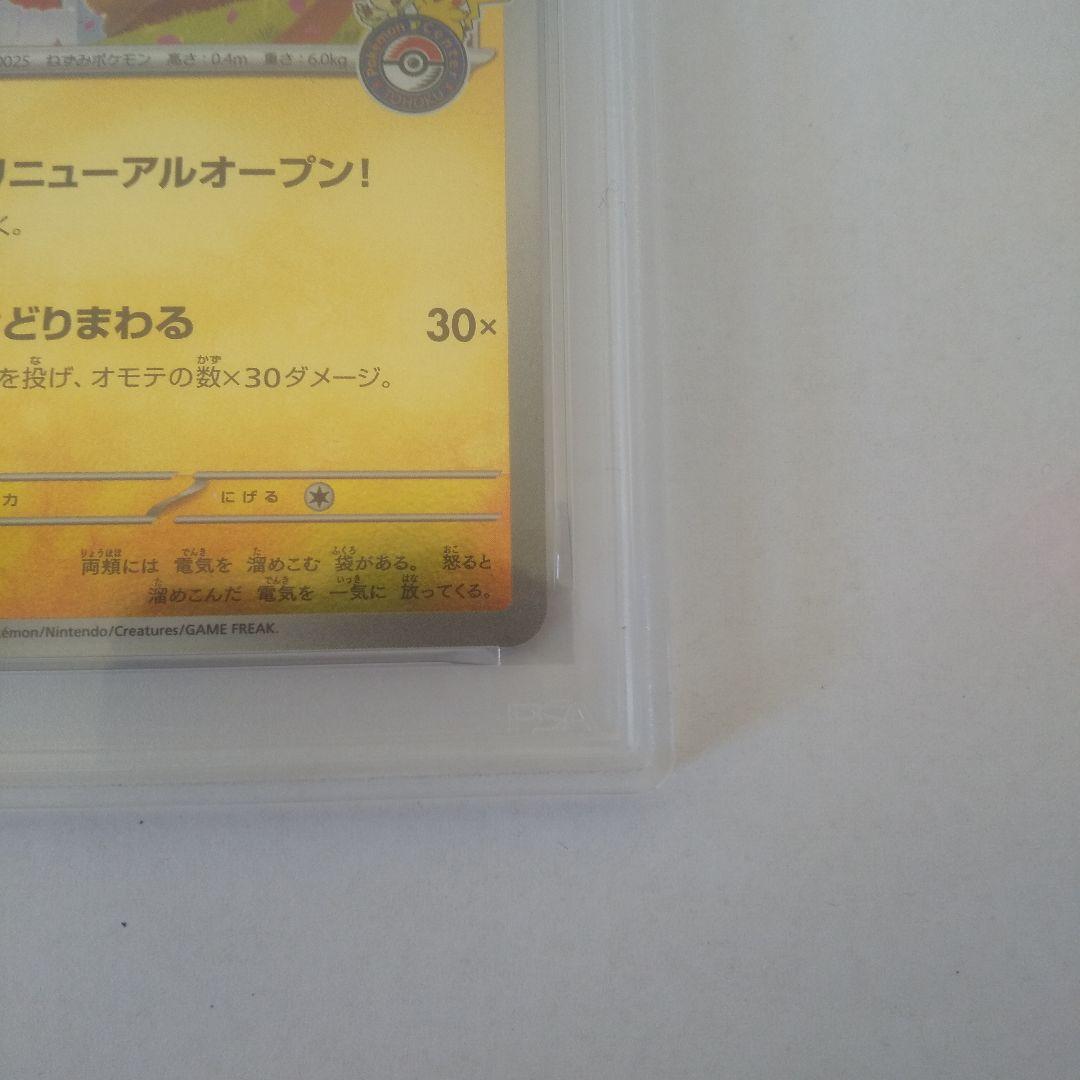 0025 ねずみポケモン 高さ:0.4m 重さ:6.0kg
Pokémon Center
TOHOKU
リニューアルオープン!
く。
どりまわる 30×
を投げ、オモテの数×30ダメージ。
力 にげる
両頬には 電気を 溜めこむ 袋がある。 怒ると
溜めこんだ 電気を 一気に 放ってくる。
émon/Nintendo/Creatures/GAME FREAK.
PSA